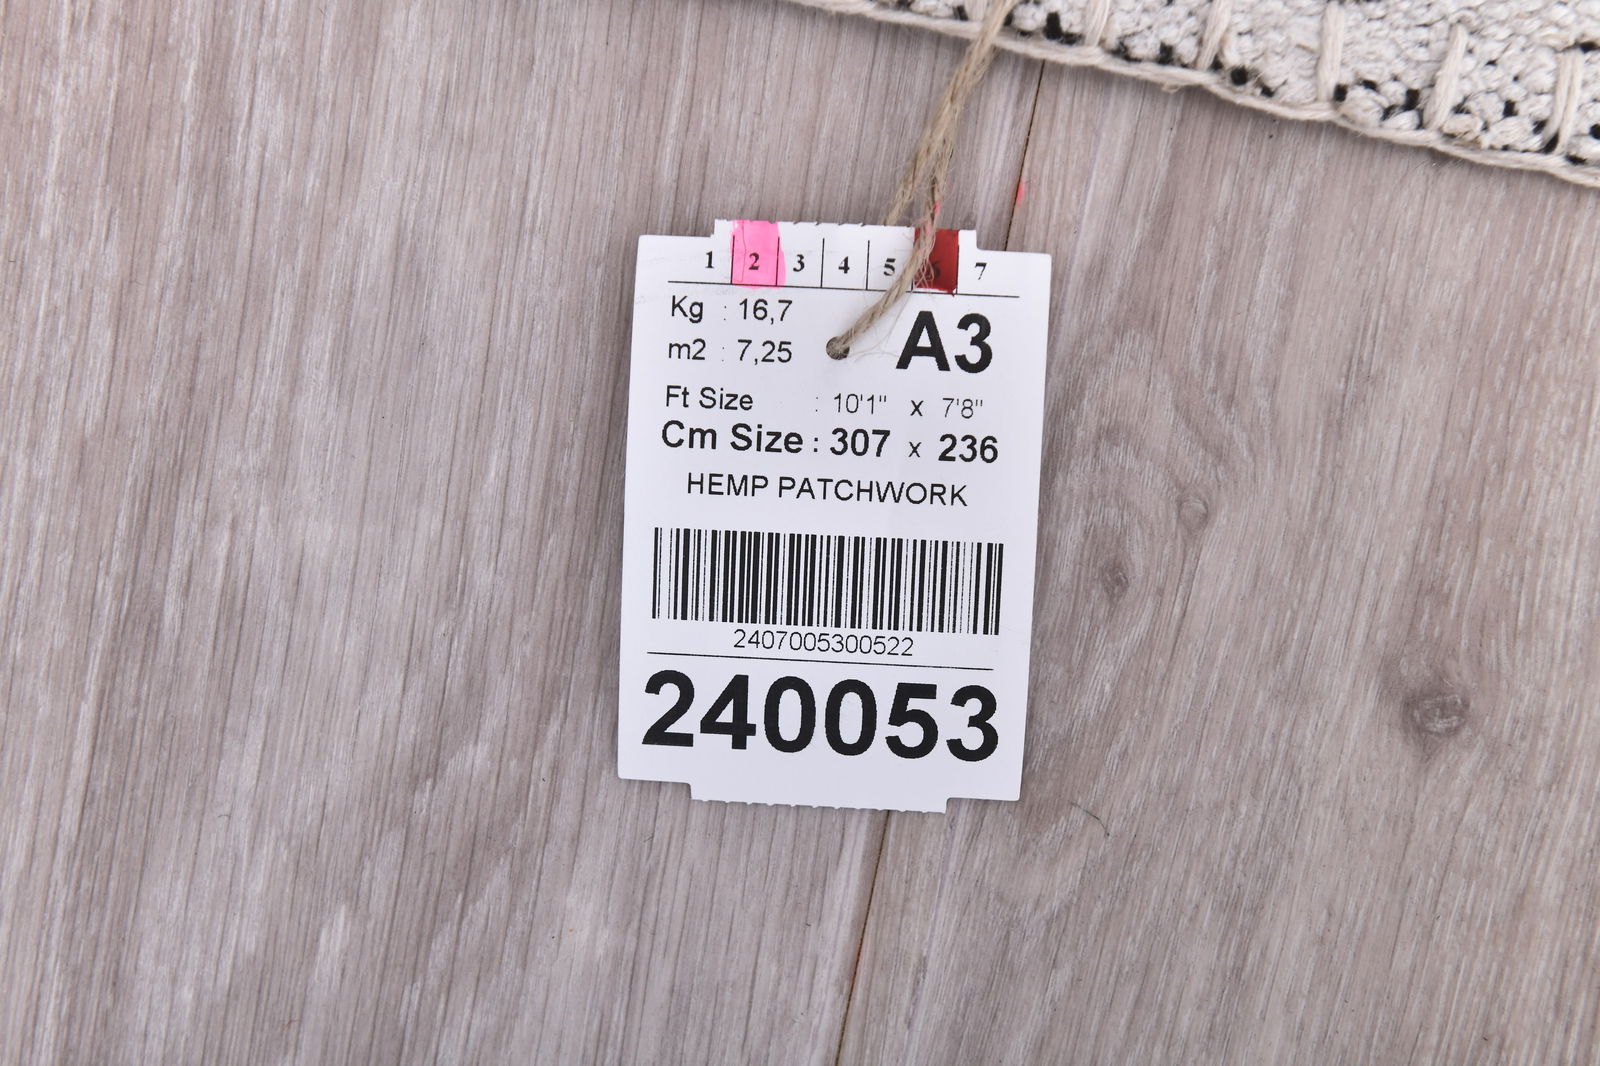 1 2 3 4 5 6 7
Kg : 16,7
m2 : 7,25
A3
Ft Size : 10'1" x 7'8"
Cm Size : 307 x 236
HEMP PATCHWORK
2407005300522
240053